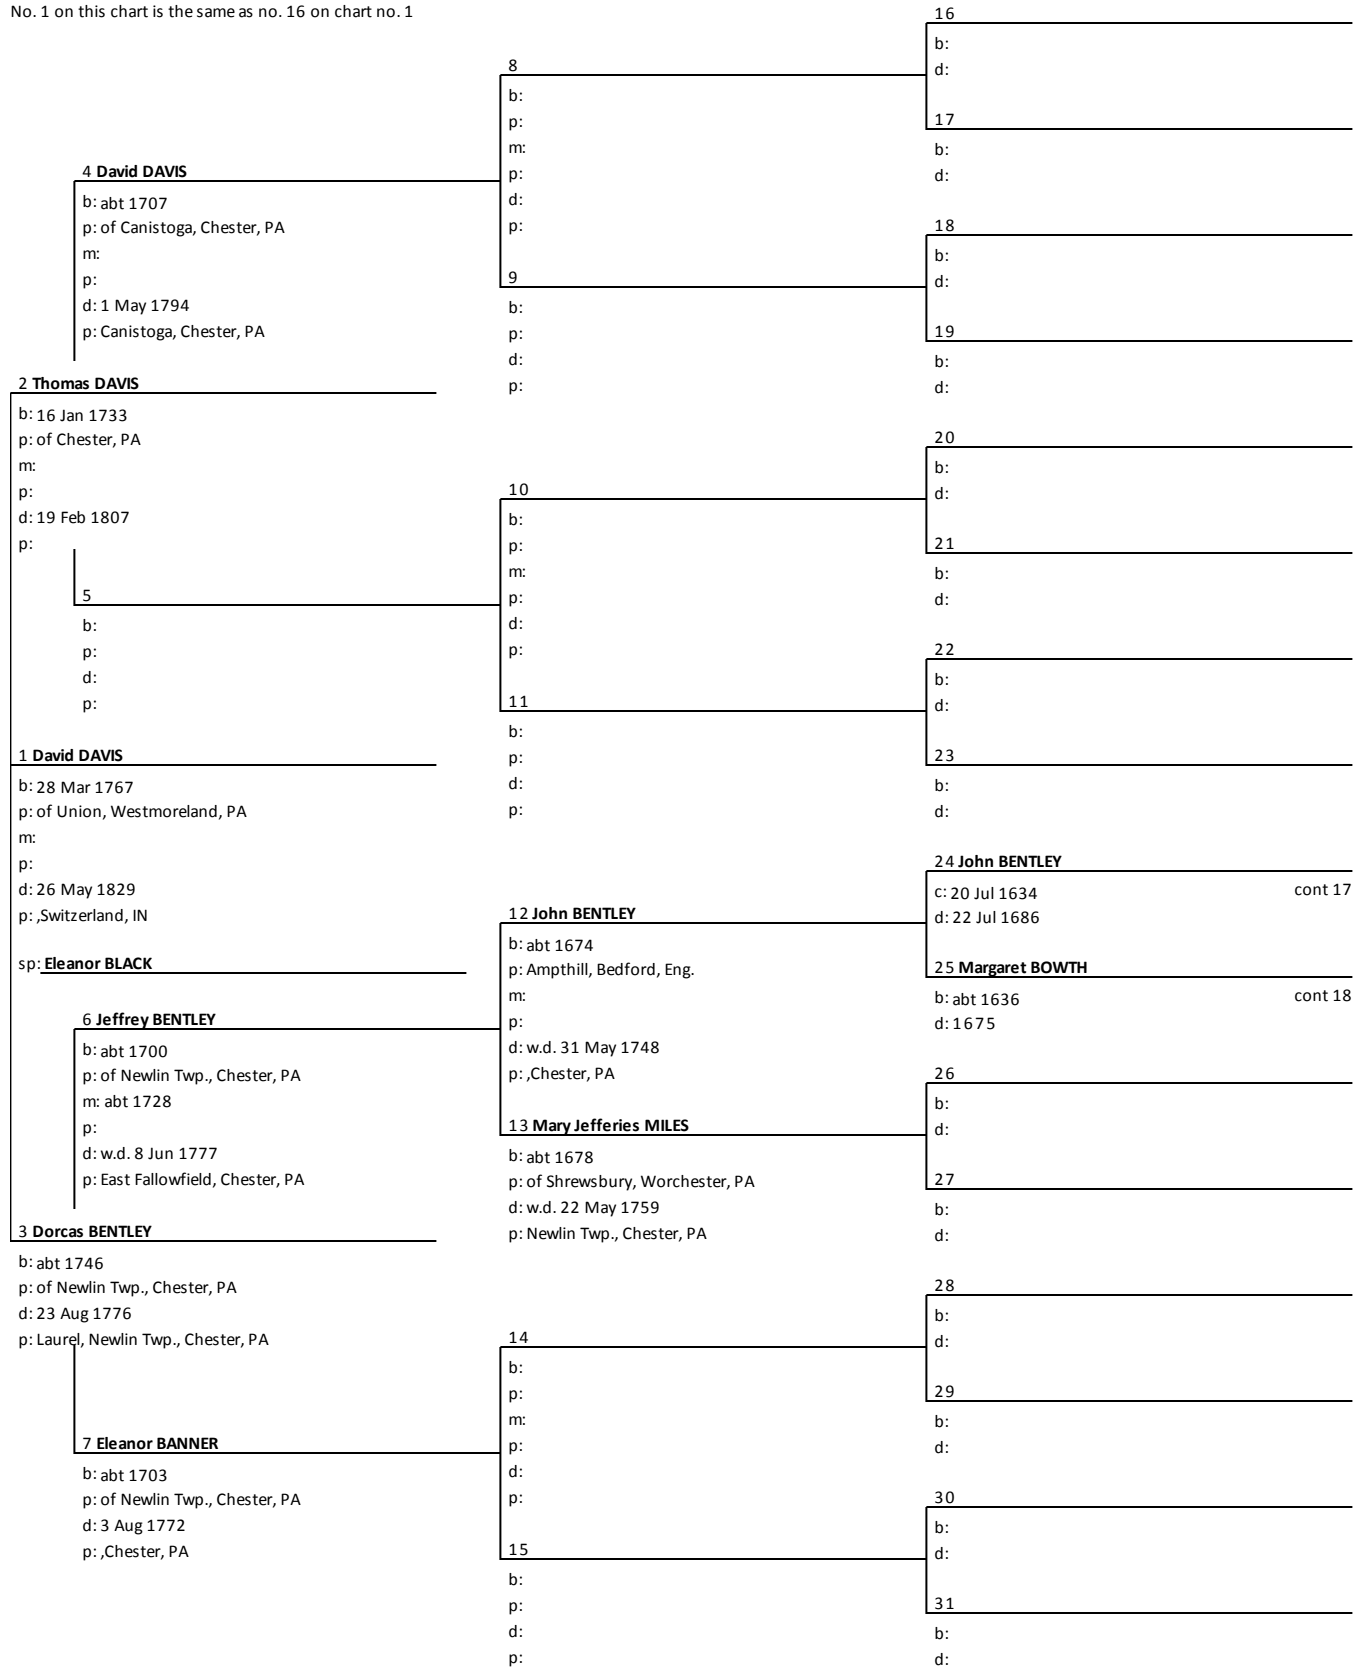 No. 1 on this chart is the same as no. 16 on chart no. 1
16
b:
d:
8
b:
p:
m:
p:
d:
p:
17
b:
d:
4 David DAVIS
b: abt 1707
p: of Canistoga, Chester, PA
m:
p:
d: 1 May 1794
p: Canistoga, Chester, PA
18
b:
d:
9
b:
p:
d:
p:
19
b:
d:
2 Thomas DAVIS
b: 16 Jan 1733
p: of Chester, PA
m:
p:
d: 19 Feb 1807
p:
20
b:
d:
10
b:
p:
m:
p:
d:
p:
21
b:
d:
5
b:
p:
d:
p:
22
b:
d:
11
b:
p:
d:
p:
23
b:
d:
1 David DAVIS
b: 28 Mar 1767
p: of Union, Westmoreland, PA
m:
p:
d: 26 May 1829
p: ,Switzerland, IN
sp: Eleanor BLACK
24 John BENTLEY
c: 20 Jul 1634 cont 17
d: 22 Jul 1686
12 John BENTLEY
b: abt 1674
p: Ampthill, Bedford, Eng.
m:
p:
d: w.d. 31 May 1748
p: ,Chester, PA
25 Margaret BOWTH
b: abt 1636 cont 18
d: 1675
6 Jeffrey BENTLEY
b: abt 1700
p: of Newlin Twp., Chester, PA
m: abt 1728
p:
d: w.d. 8 Jun 1777
p: East Fallowfield, Chester, PA
26
b:
d:
13 Mary Jefferies MILES
b: abt 1678
p: of Shrewsbury, Worchester, PA
d: w.d. 22 May 1759
p: Newlin Twp., Chester, PA
27
b:
d:
3 Dorcas BENTLEY
b: abt 1746
p: of Newlin Twp., Chester, PA
d: 23 Aug 1776
p: Laurel, Newlin Twp., Chester, PA
28
b:
d:
14
b:
p:
m:
p:
d:
p:
29
b:
d:
7 Eleanor BANNER
b: abt 1703
p: of Newlin Twp., Chester, PA
d: 3 Aug 1772
p: ,Chester, PA
30
b:
d:
15
b:
p:
d:
p:
31
b:
d: